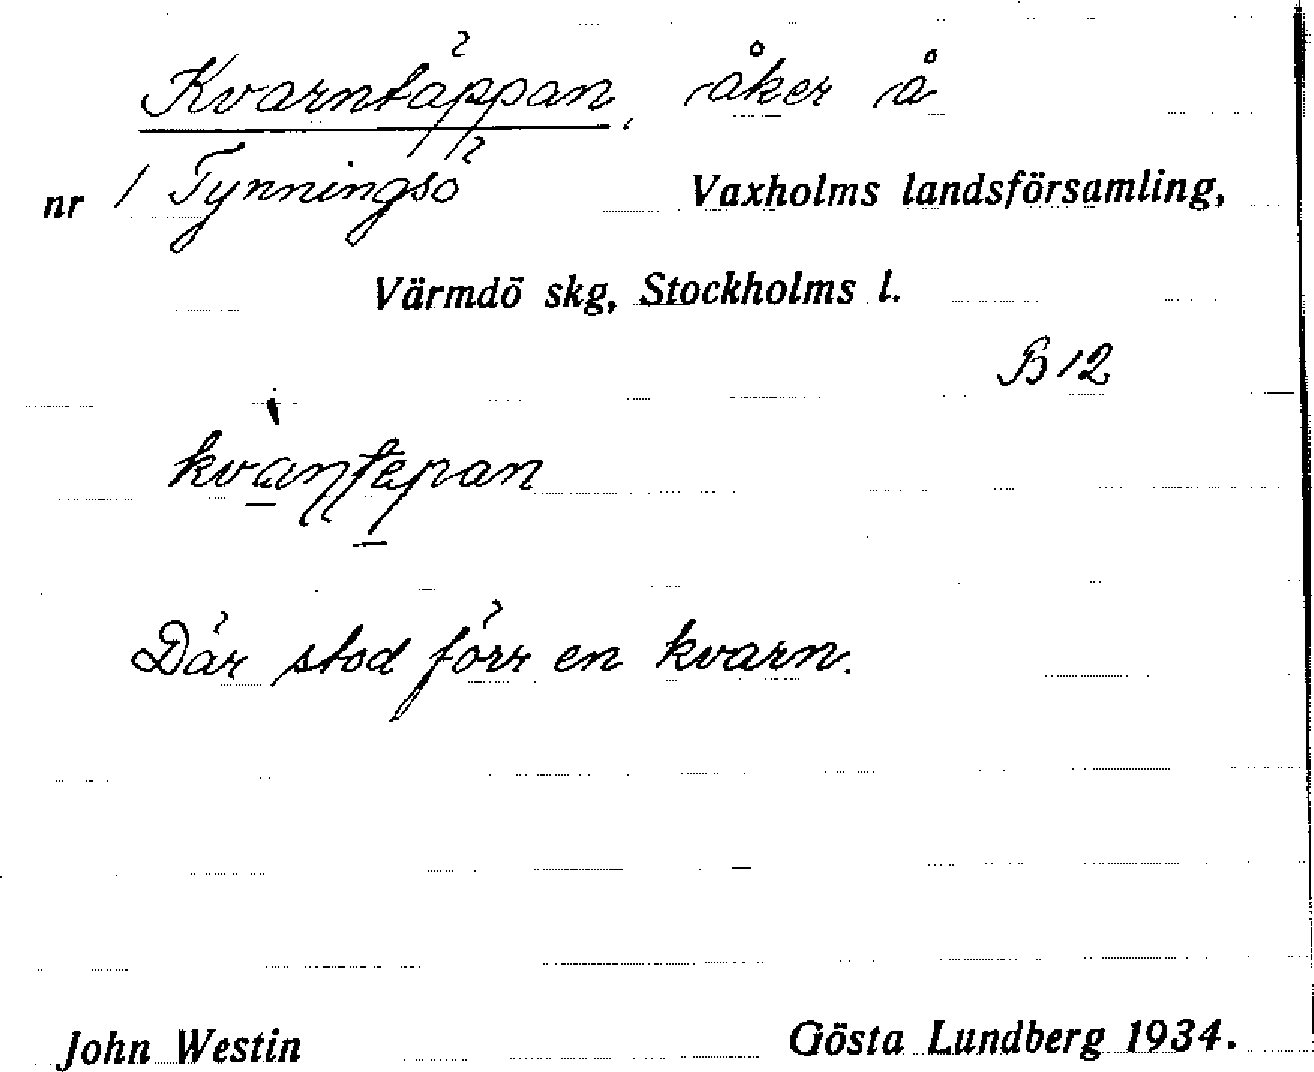 Kvarntäppan, åker å
nr 1 Tynningsö Vaxholms landsförsamling,
Värmdö skg, Stockholms l.
B 12
Där stod förr en kvarn.
John Westin Gösta Lundberg 1934.